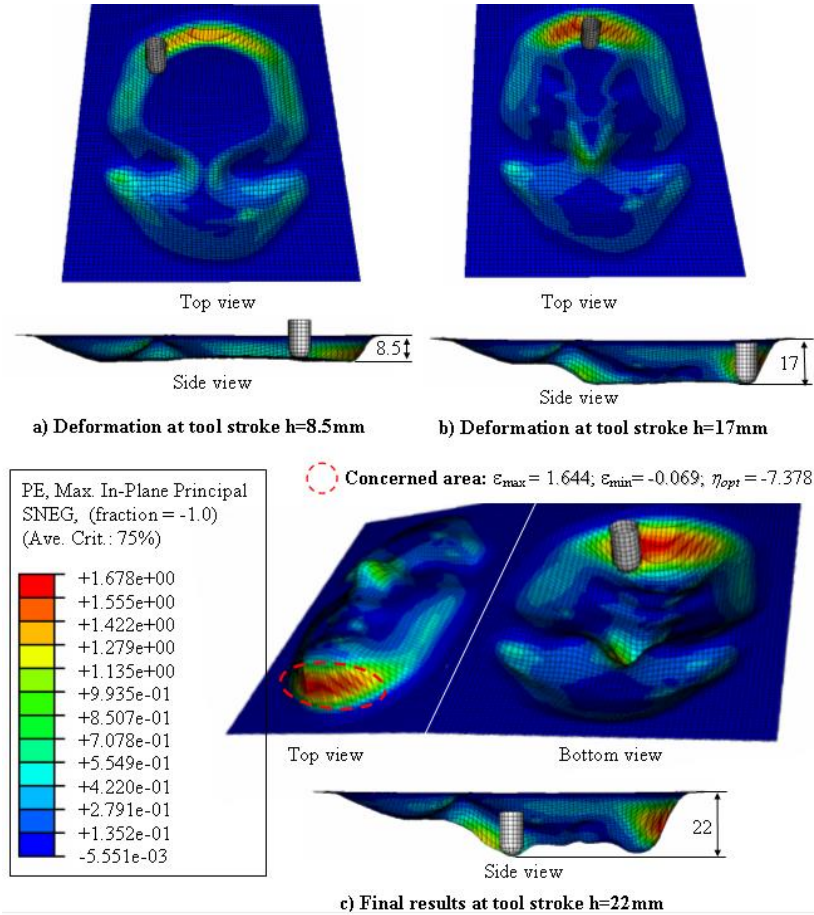 Top view
Top view
8.5
17
Side view
Side view
a) Deformation at tool stroke h=8.5mm
b) Deformation at tool stroke h=17mm
Concerned area: εmax = 1.644; εmin= -0.069; ηopt = -7.378
PE, Max. In-Plane Principal
SNEG, (fraction = -1.0)
(Ave. Crit.: 75%)
+1.678e+00
+1.555e+00
+1.422e+00
+1.279e+00
+1.135e+00
+9.935e-01
+8.507e-01
+7.078e-01
+5.549e-01
+4.220e-01
+2.791e-01
+1.352e-01
-5.551e-03
Top view
Bottom view
22
Side view
c) Final results at tool stroke h=22mm